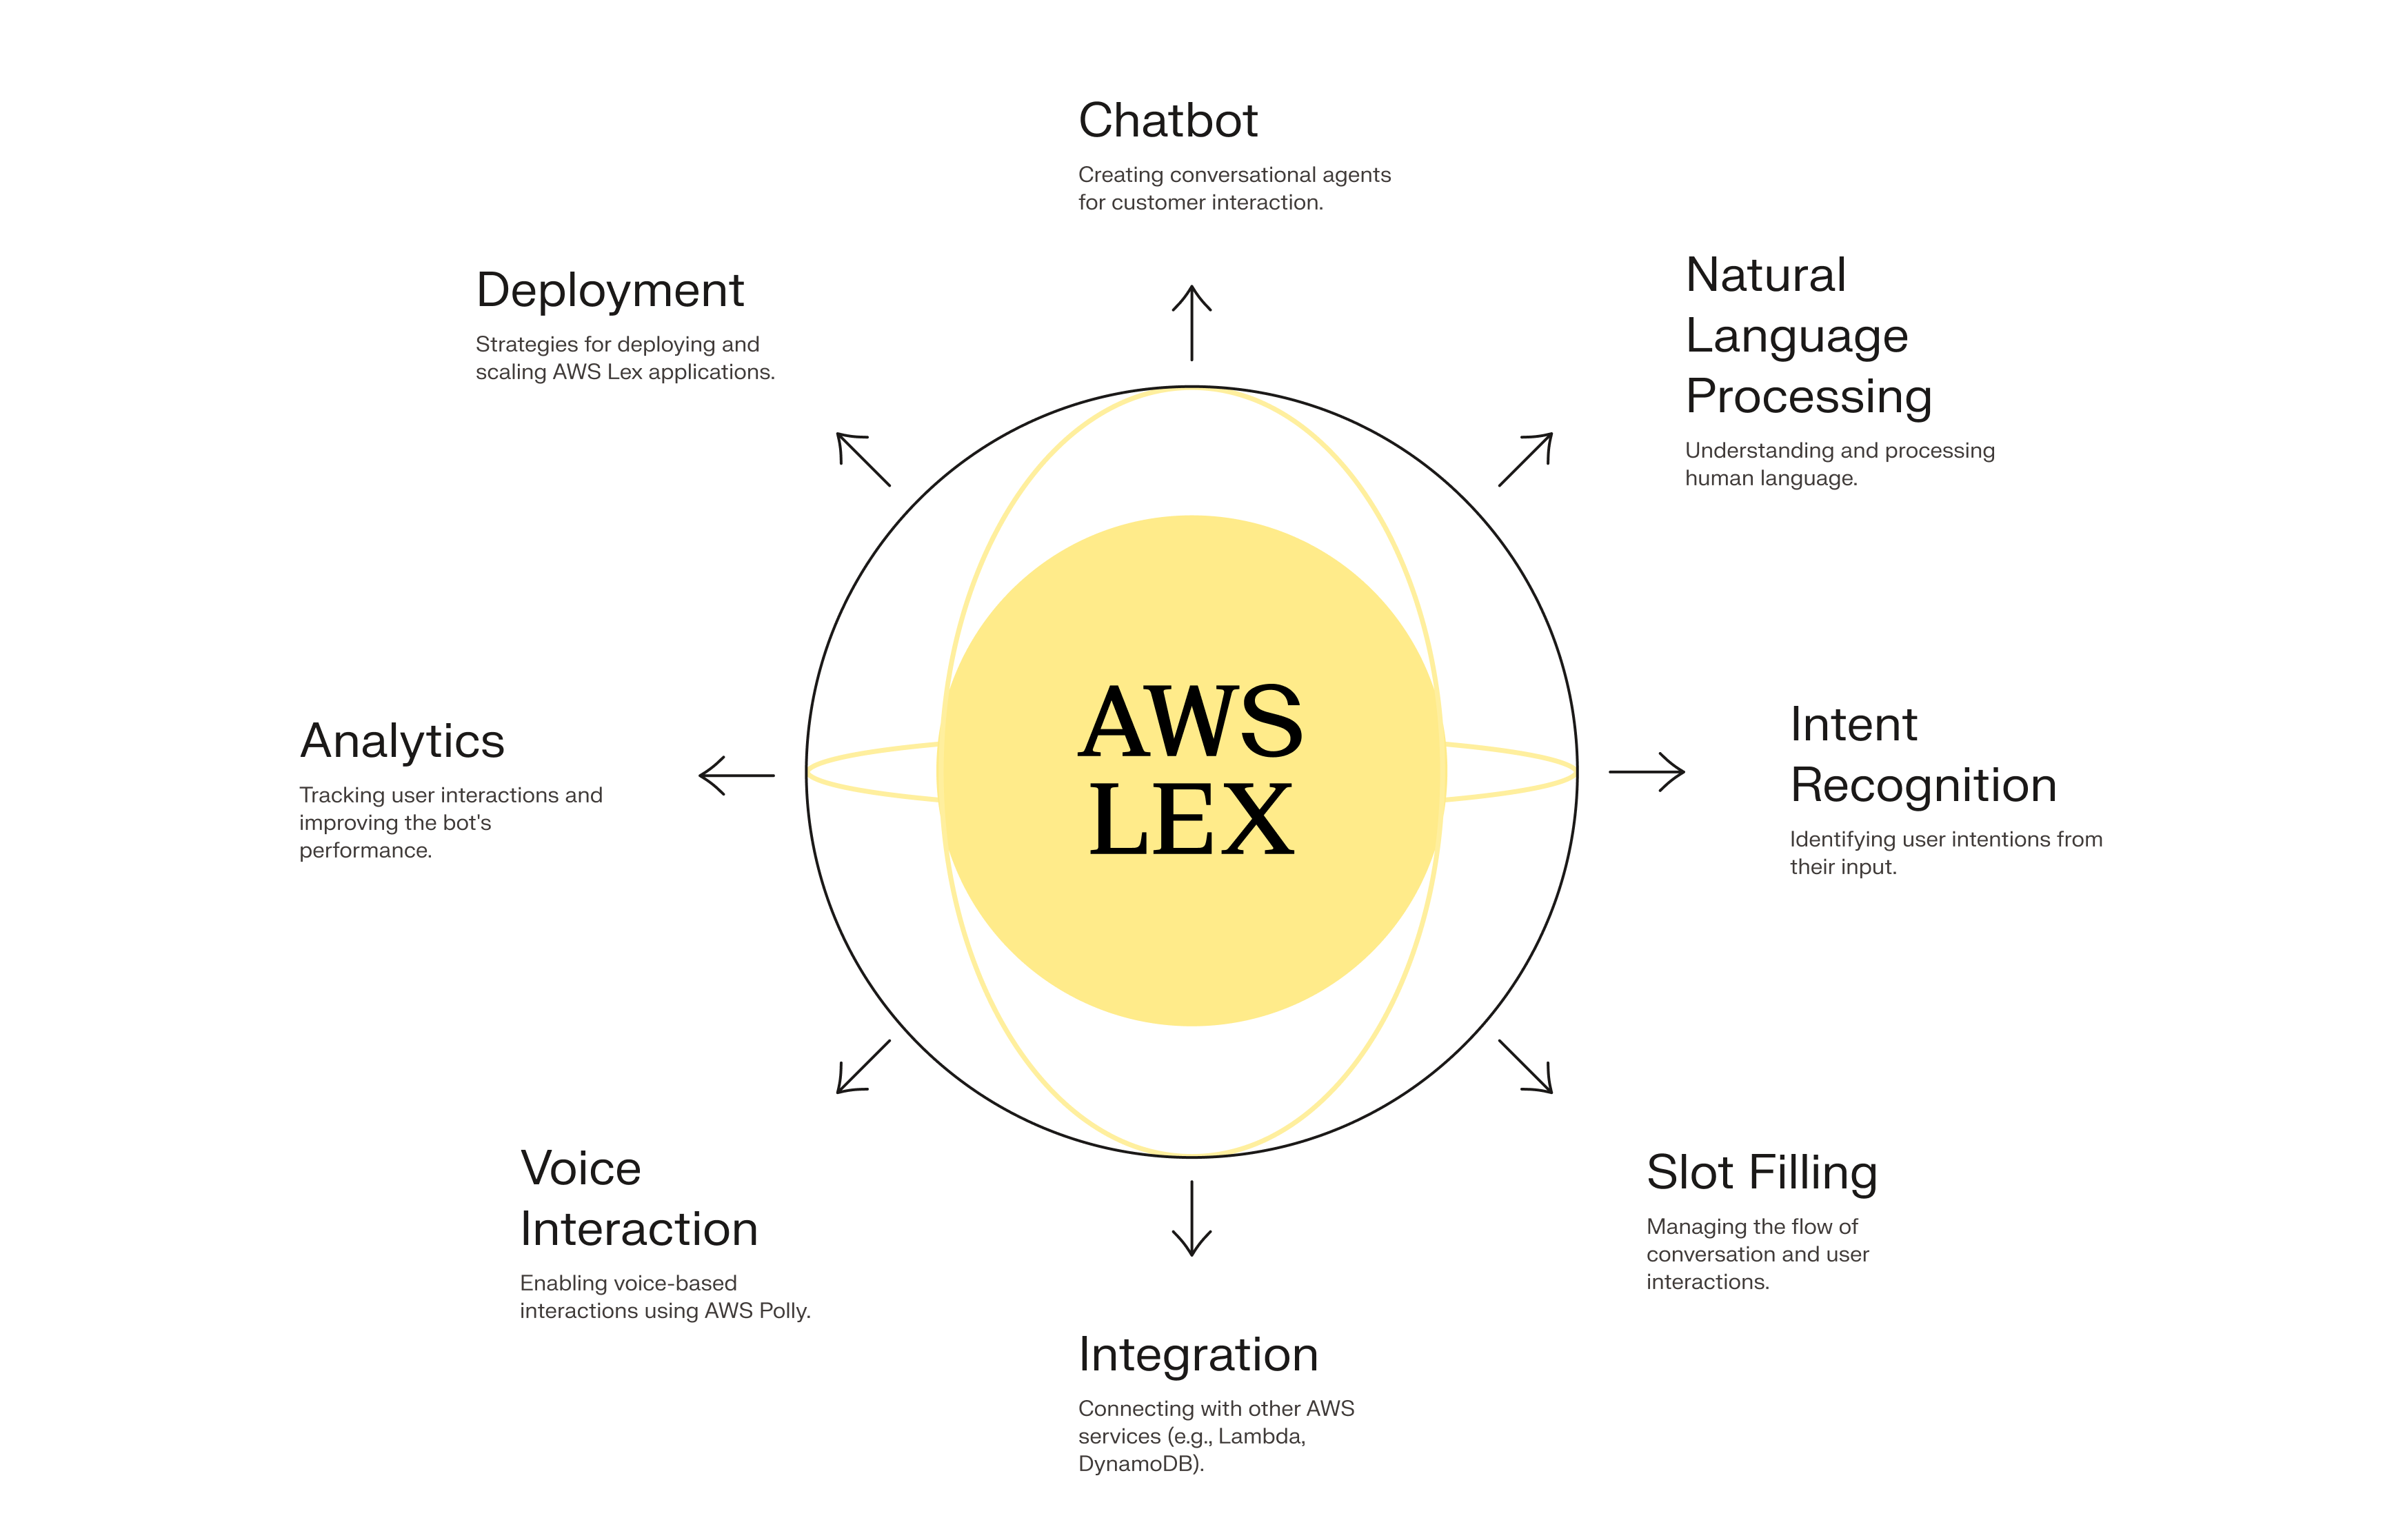 Chatbot
Creating conversational agents
for customer interaction.
Natural
Language
Processing
Understanding and processing
human language.
Deployment
Strategies for deploying and
scaling AWS Lex applications.
AWS
LEX
Intent
Recognition
Identifying user intentions from
their input.
Analytics
Tracking user interactions and
improving the bot's
performance.
Voice
Interaction
Enabling voice-based
interactions using AWS Polly.
Slot Filling
Managing the flow of
conversation and user
interactions.
Integration
Connecting with other AWS
services (e.g., Lambda,
DynamoDB).